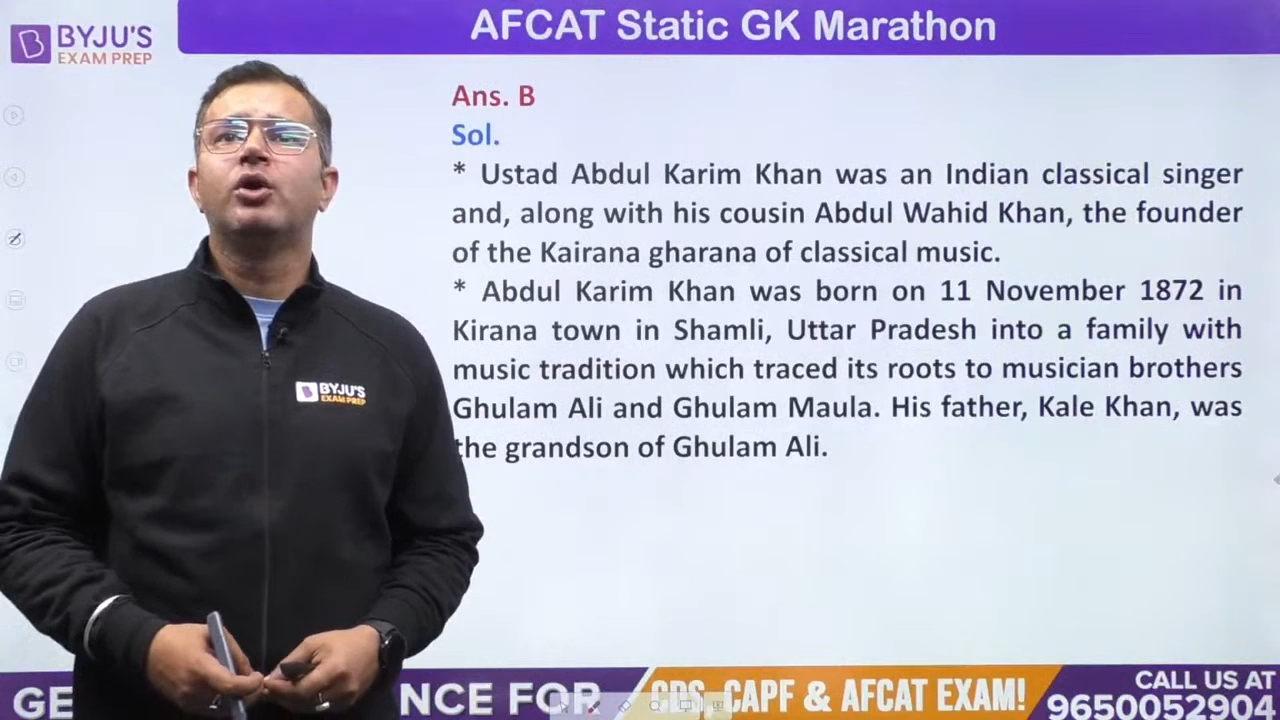 BYJU'S
EXAM PREP
AFCAT Static GK Marathon
Ans. B
Sol.
* Ustad Abdul Karim Khan was an Indian classical singer
and, along with his cousin Abdul Wahid Khan, the founder
of the Kairana gharana of classical music.
* Abdul Karim Khan was born on 11 November 1872 in
Kirana town in Shamli, Uttar Pradesh into a family with
music tradition which traced its roots to musician brothers
Ghulam Ali and Ghulam Maula. His father, Kale Khan, was
the grandson of Ghulam Ali.
BYJU'S
EXAM PREP
GE NCE FOR CDS, CAPF & AFCAT EXAM!
CALL US AT
9650052904